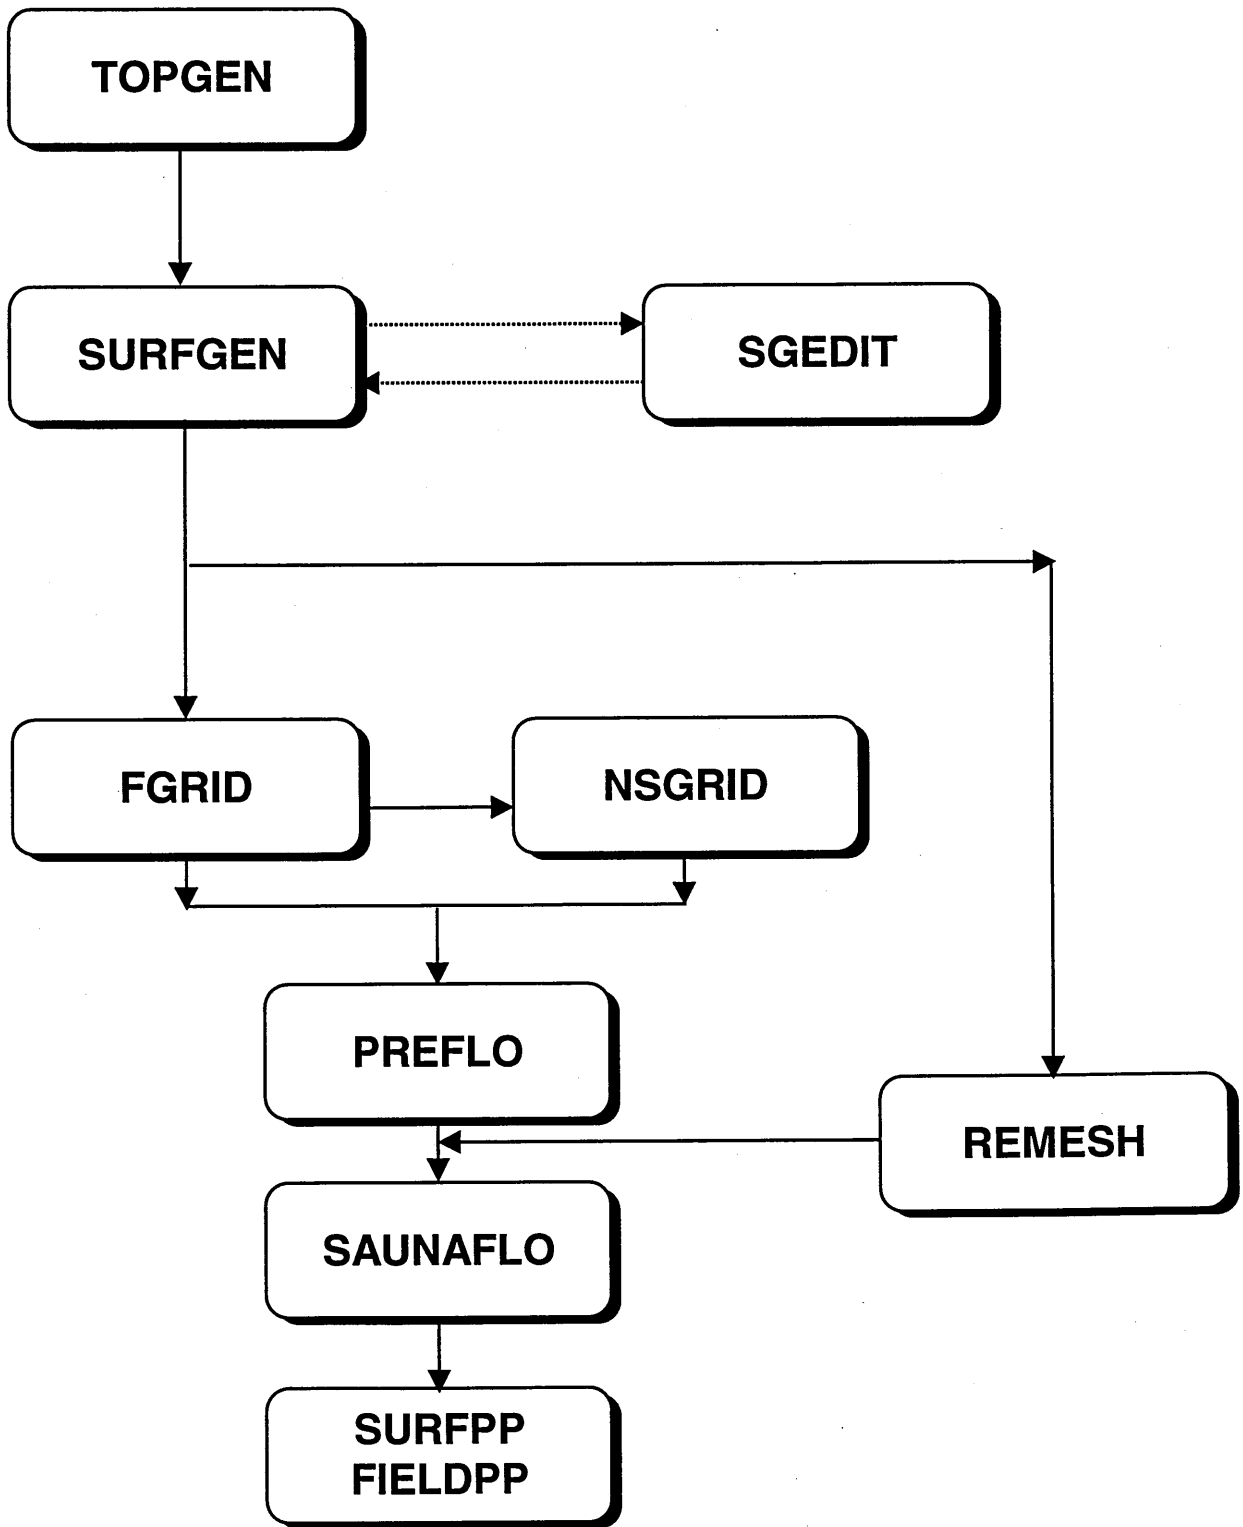 TOPGEN
SURFGEN
SGEDIT
FGRID
NSGRID
PREFLO
REMESH
SAUNAFLO
SURFPP
FIELDPP